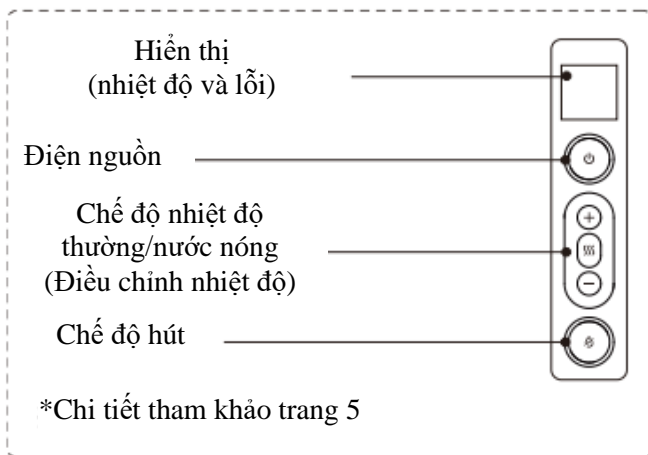 Hiển thị
(nhiệt độ và lỗi)
Điện nguồn
Chế độ nhiệt độ
thường/nước nóng
(Điều chỉnh nhiệt độ)
Chế độ hút
*Chi tiết tham khảo trang 5